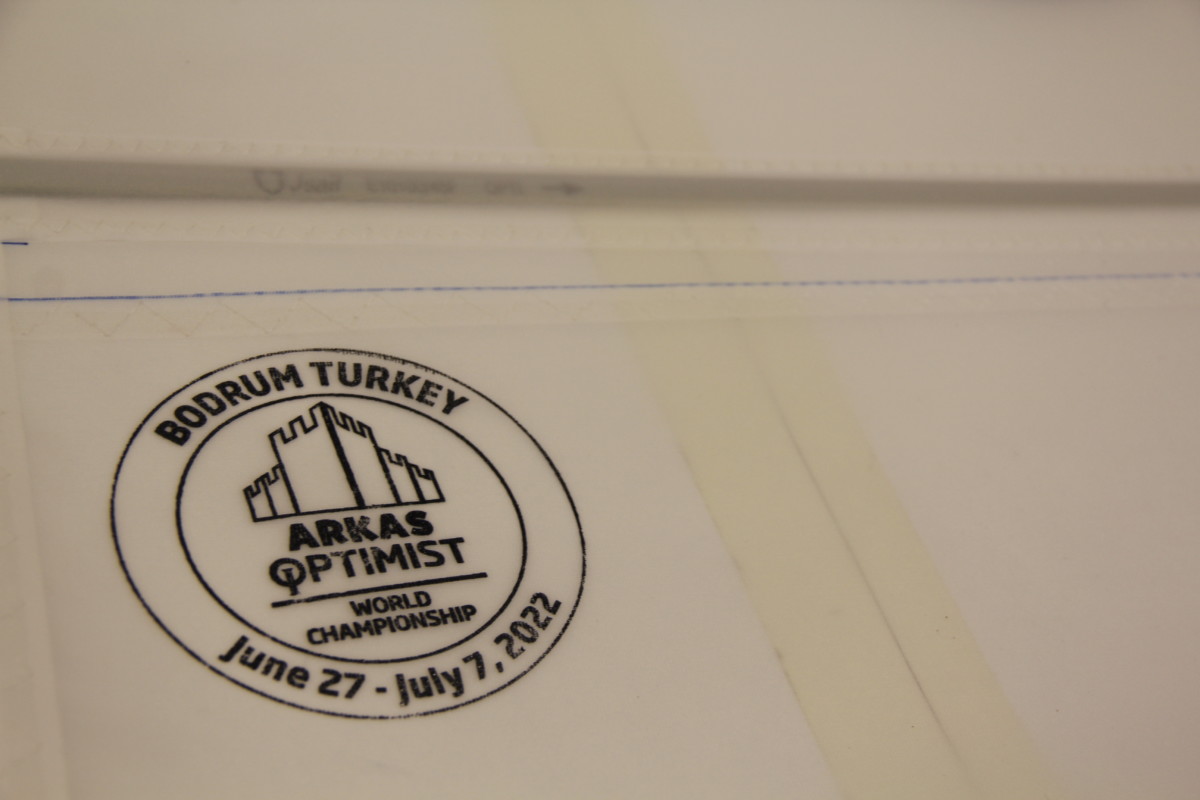 BODRUM TURKEY
ARKAS
OPTIMIST
WORLD
CHAMPIONSHIP
June 27 - July 7, 2022